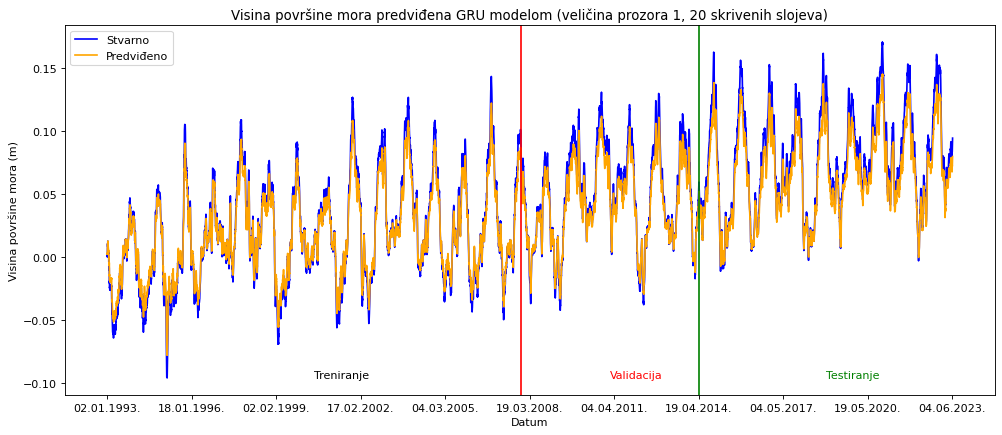 Visina površine mora predviđena GRU modelom (veličina prozora 1, 20 skrivenih slojeva)
Stvarno
Predviđeno
Visina površine mora (m)
0.15
0.10
0.05
0.00
−0.05
−0.10
Treniranje
Validacija
Testiranje
02.01.1993.
18.01.1996.
02.02.1999.
17.02.2002.
04.03.2005.
19.03.2008.
04.04.2011.
19.04.2014.
04.05.2017.
19.05.2020.
04.06.2023.
Datum